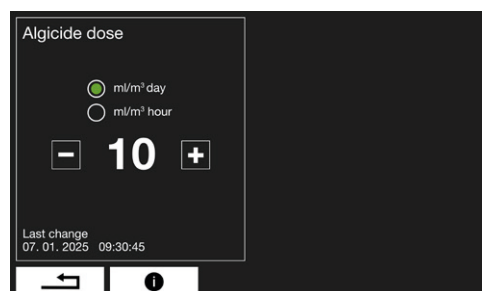 Algicide dose
ml/m³ day
ml/m³ hour
10
Last change
07. 01. 2025 09:30:45